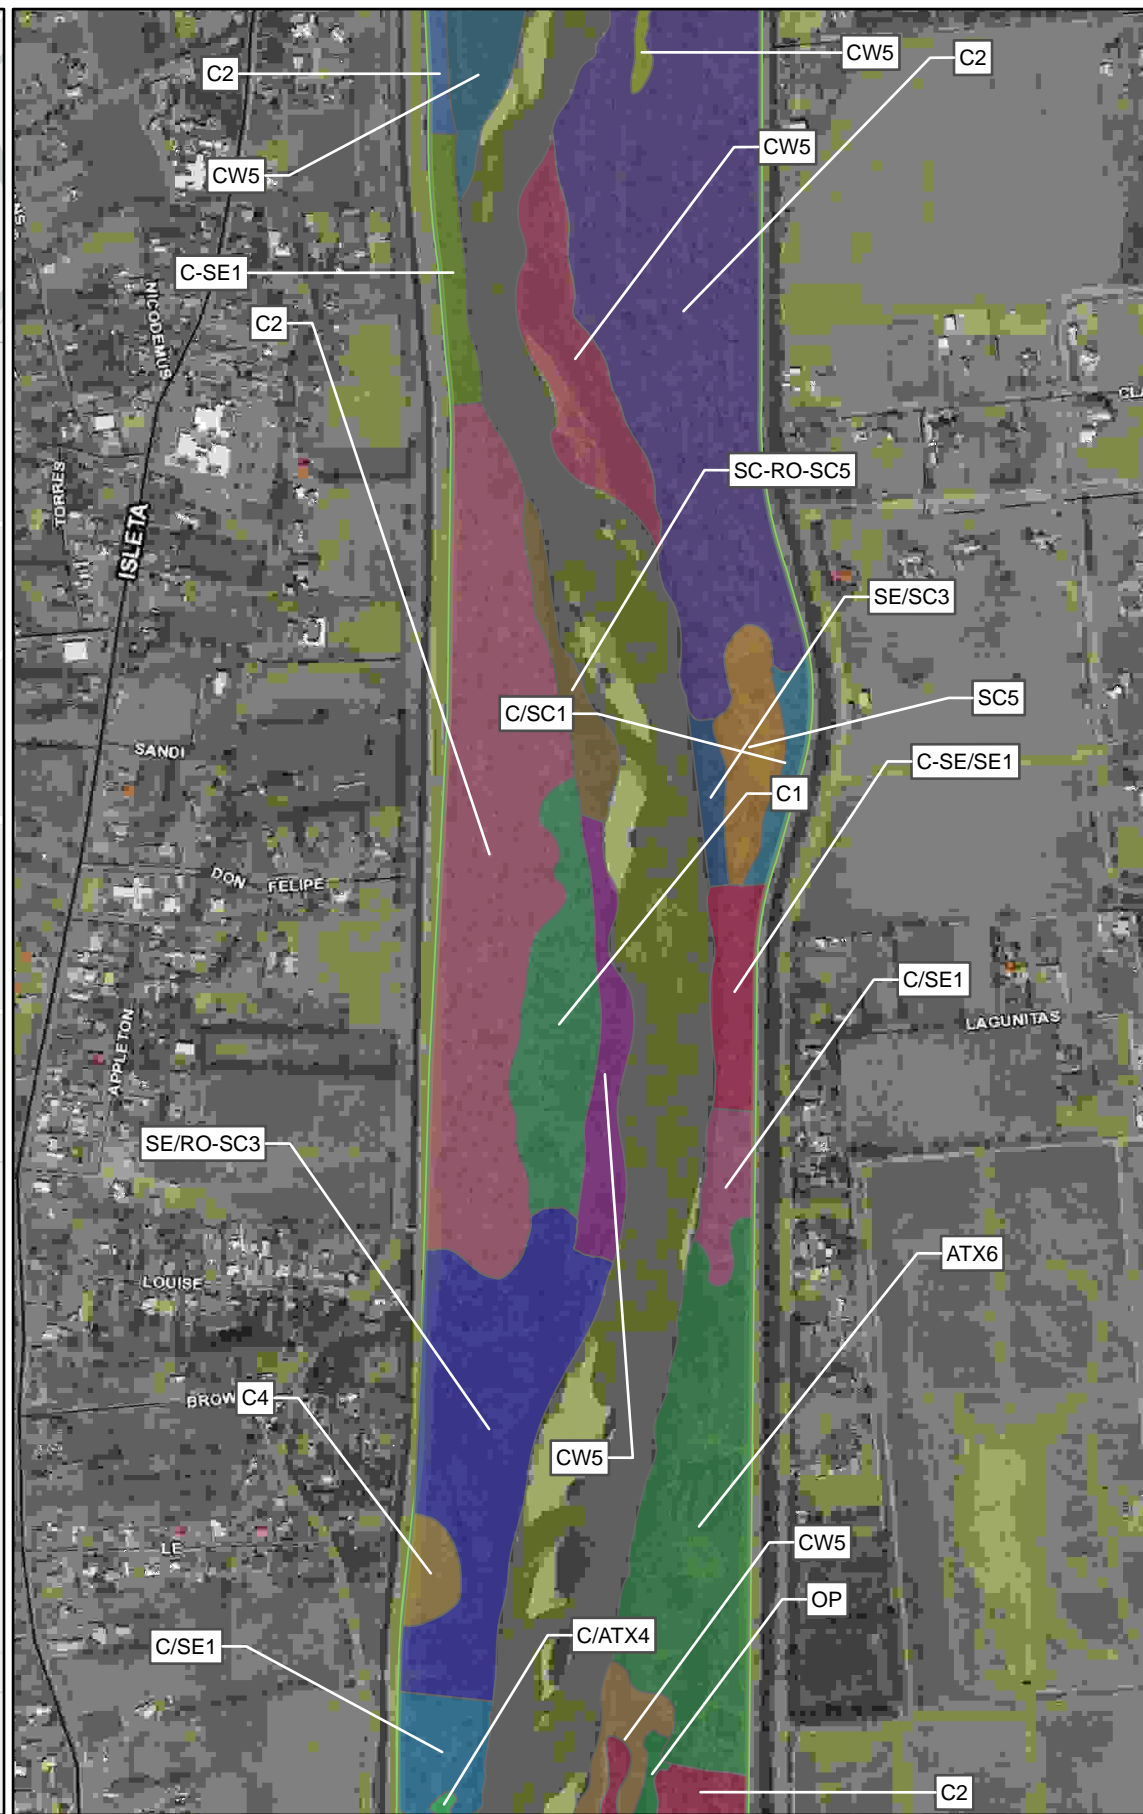 CW5
C2
C2
CW5
CW5
C-SE1
NICODEMUS
C2
TORRES
SC-RO-SC5
ISLETA
SE/SC3
SC5
C/SC1
SANDI
C-SE/SE1
C1
DON FELIPE
C/SE1
LAGUNITAS
APPLETON
SE/RO-SC3
ATX6
LOUISE
BROW
C4
CW5
CW5
LE
OP
C/ATX4
C/SE1
C2